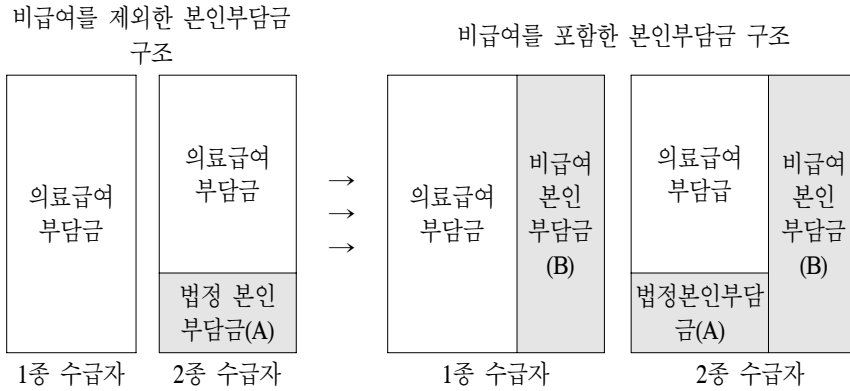 비급여를 제외한 본인부담금
구조
비급여를 포함한 본인부담금 구조
의료급여
부담금
의료급여
부담금
법정 본인
부담금(A)
→
→
→
의료급여
부담금
비급여
본인
부담금
(B)
의료급여
부담급
법정본인부담
금(A)
비급여
본인
부담금
(B)
1종 수급자
2종 수급자
1종 수급자
2종 수급자